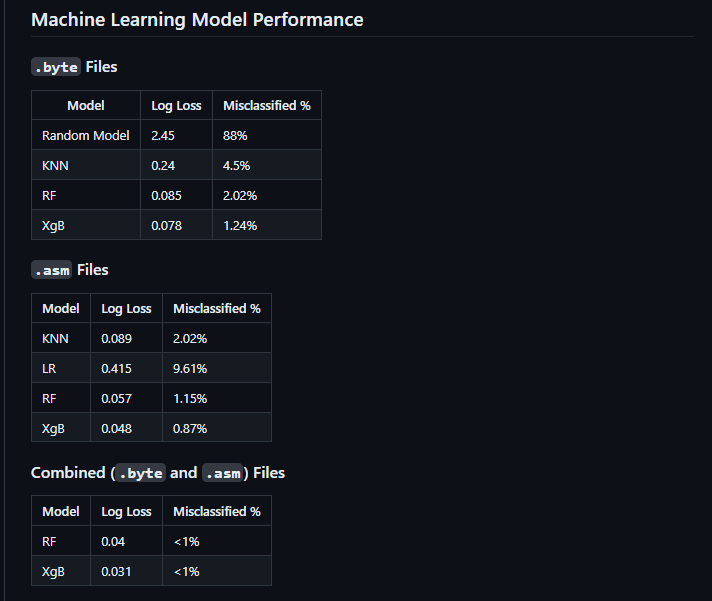 Machine Learning Model Performance
.byte Files
Model Log Loss Misclassified %
Random Model 2.45 88%
KNN 0.24 4.5%
RF 0.085 2.02%
XgB 0.078 1.24%
.asm Files
Model Log Loss Misclassified %
KNN 0.089 2.02%
LR 0.415 9.61%
RF 0.057 1.15%
XgB 0.048 0.87%
Combined (.byte and .asm) Files
Model Log Loss Misclassified %
RF 0.04 <1%
XgB 0.031 <1%